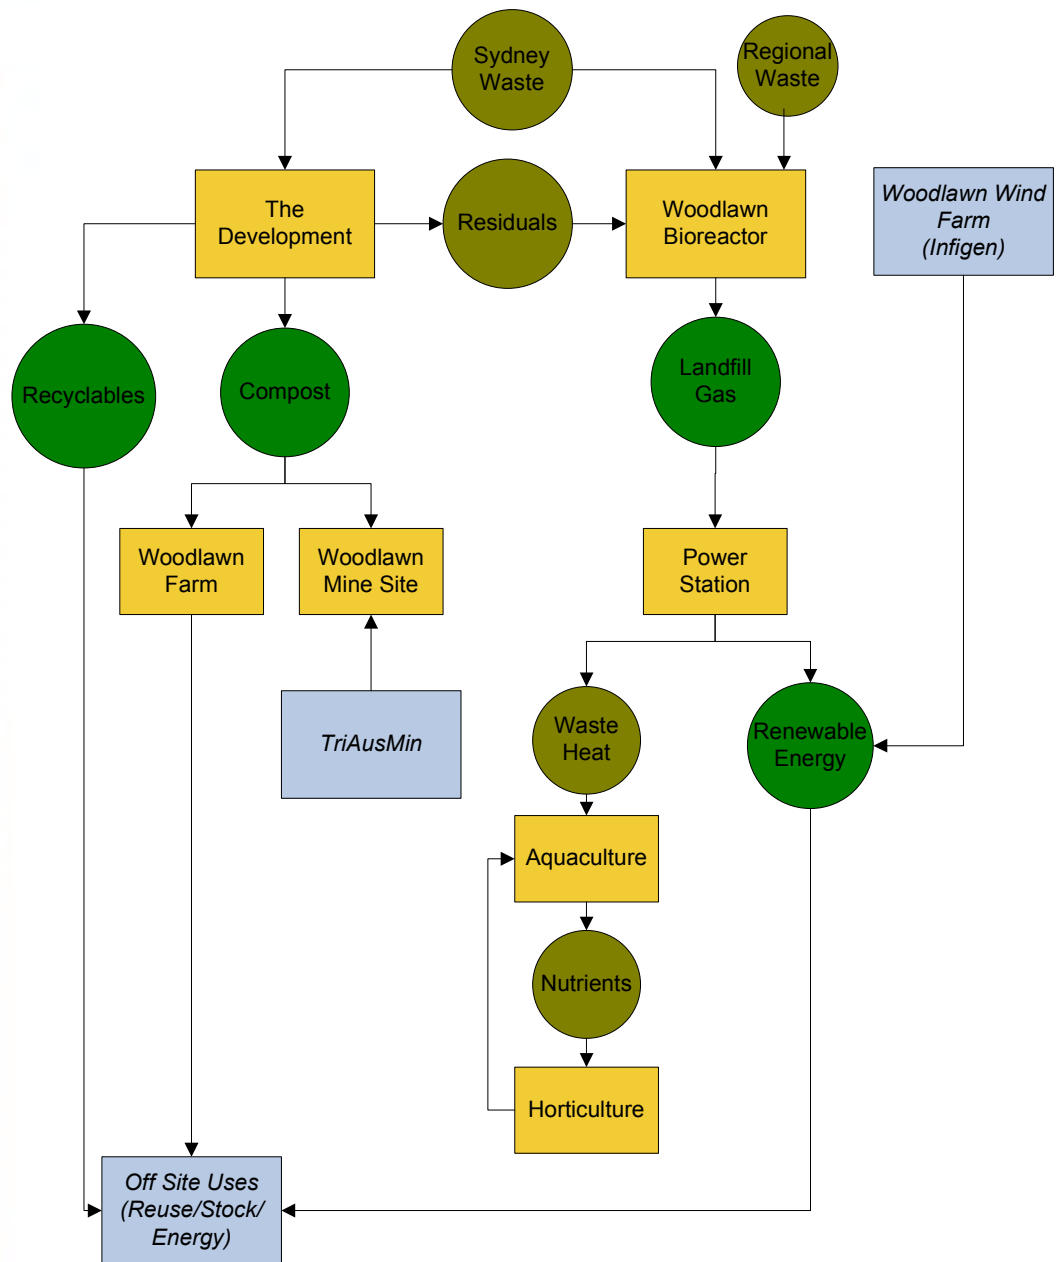 Sydney
Waste
Regional
Waste
The
Development
Residuals
Woodlawn
Bioreactor
Woodlawn Wind
Farm
(Infigen)
Recyclables
Compost
Landfill
Gas
Woodlawn
Farm
Woodlawn
Mine Site
Power
Station
TriAusMin
Waste
Heat
Renewable
Energy
Aquaculture
Nutrients
Horticulture
Off Site Uses
(Reuse/Stock/
Energy)